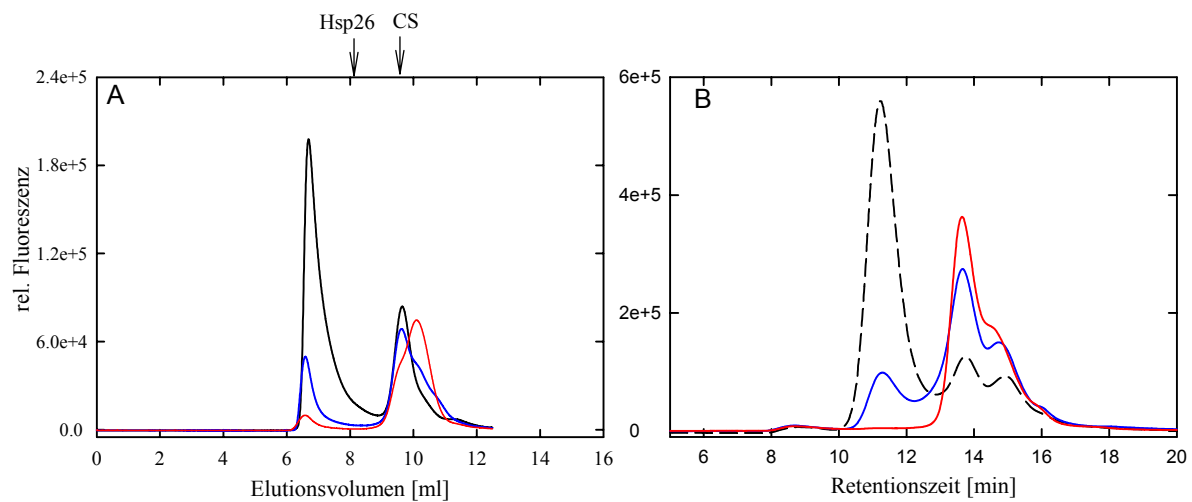 Hsp26 CS
A
B
rel. Fluoreszenz
2.4e+5
1.8e+5
1.2e+5
6.0e+4
0.0
0 2 4 6 8 10 12 14 16
Elutionsvolumen [ml]
6e+5
4e+5
2e+5
0
6 8 10 12 14 16 18 20
Retentionszeit [min]